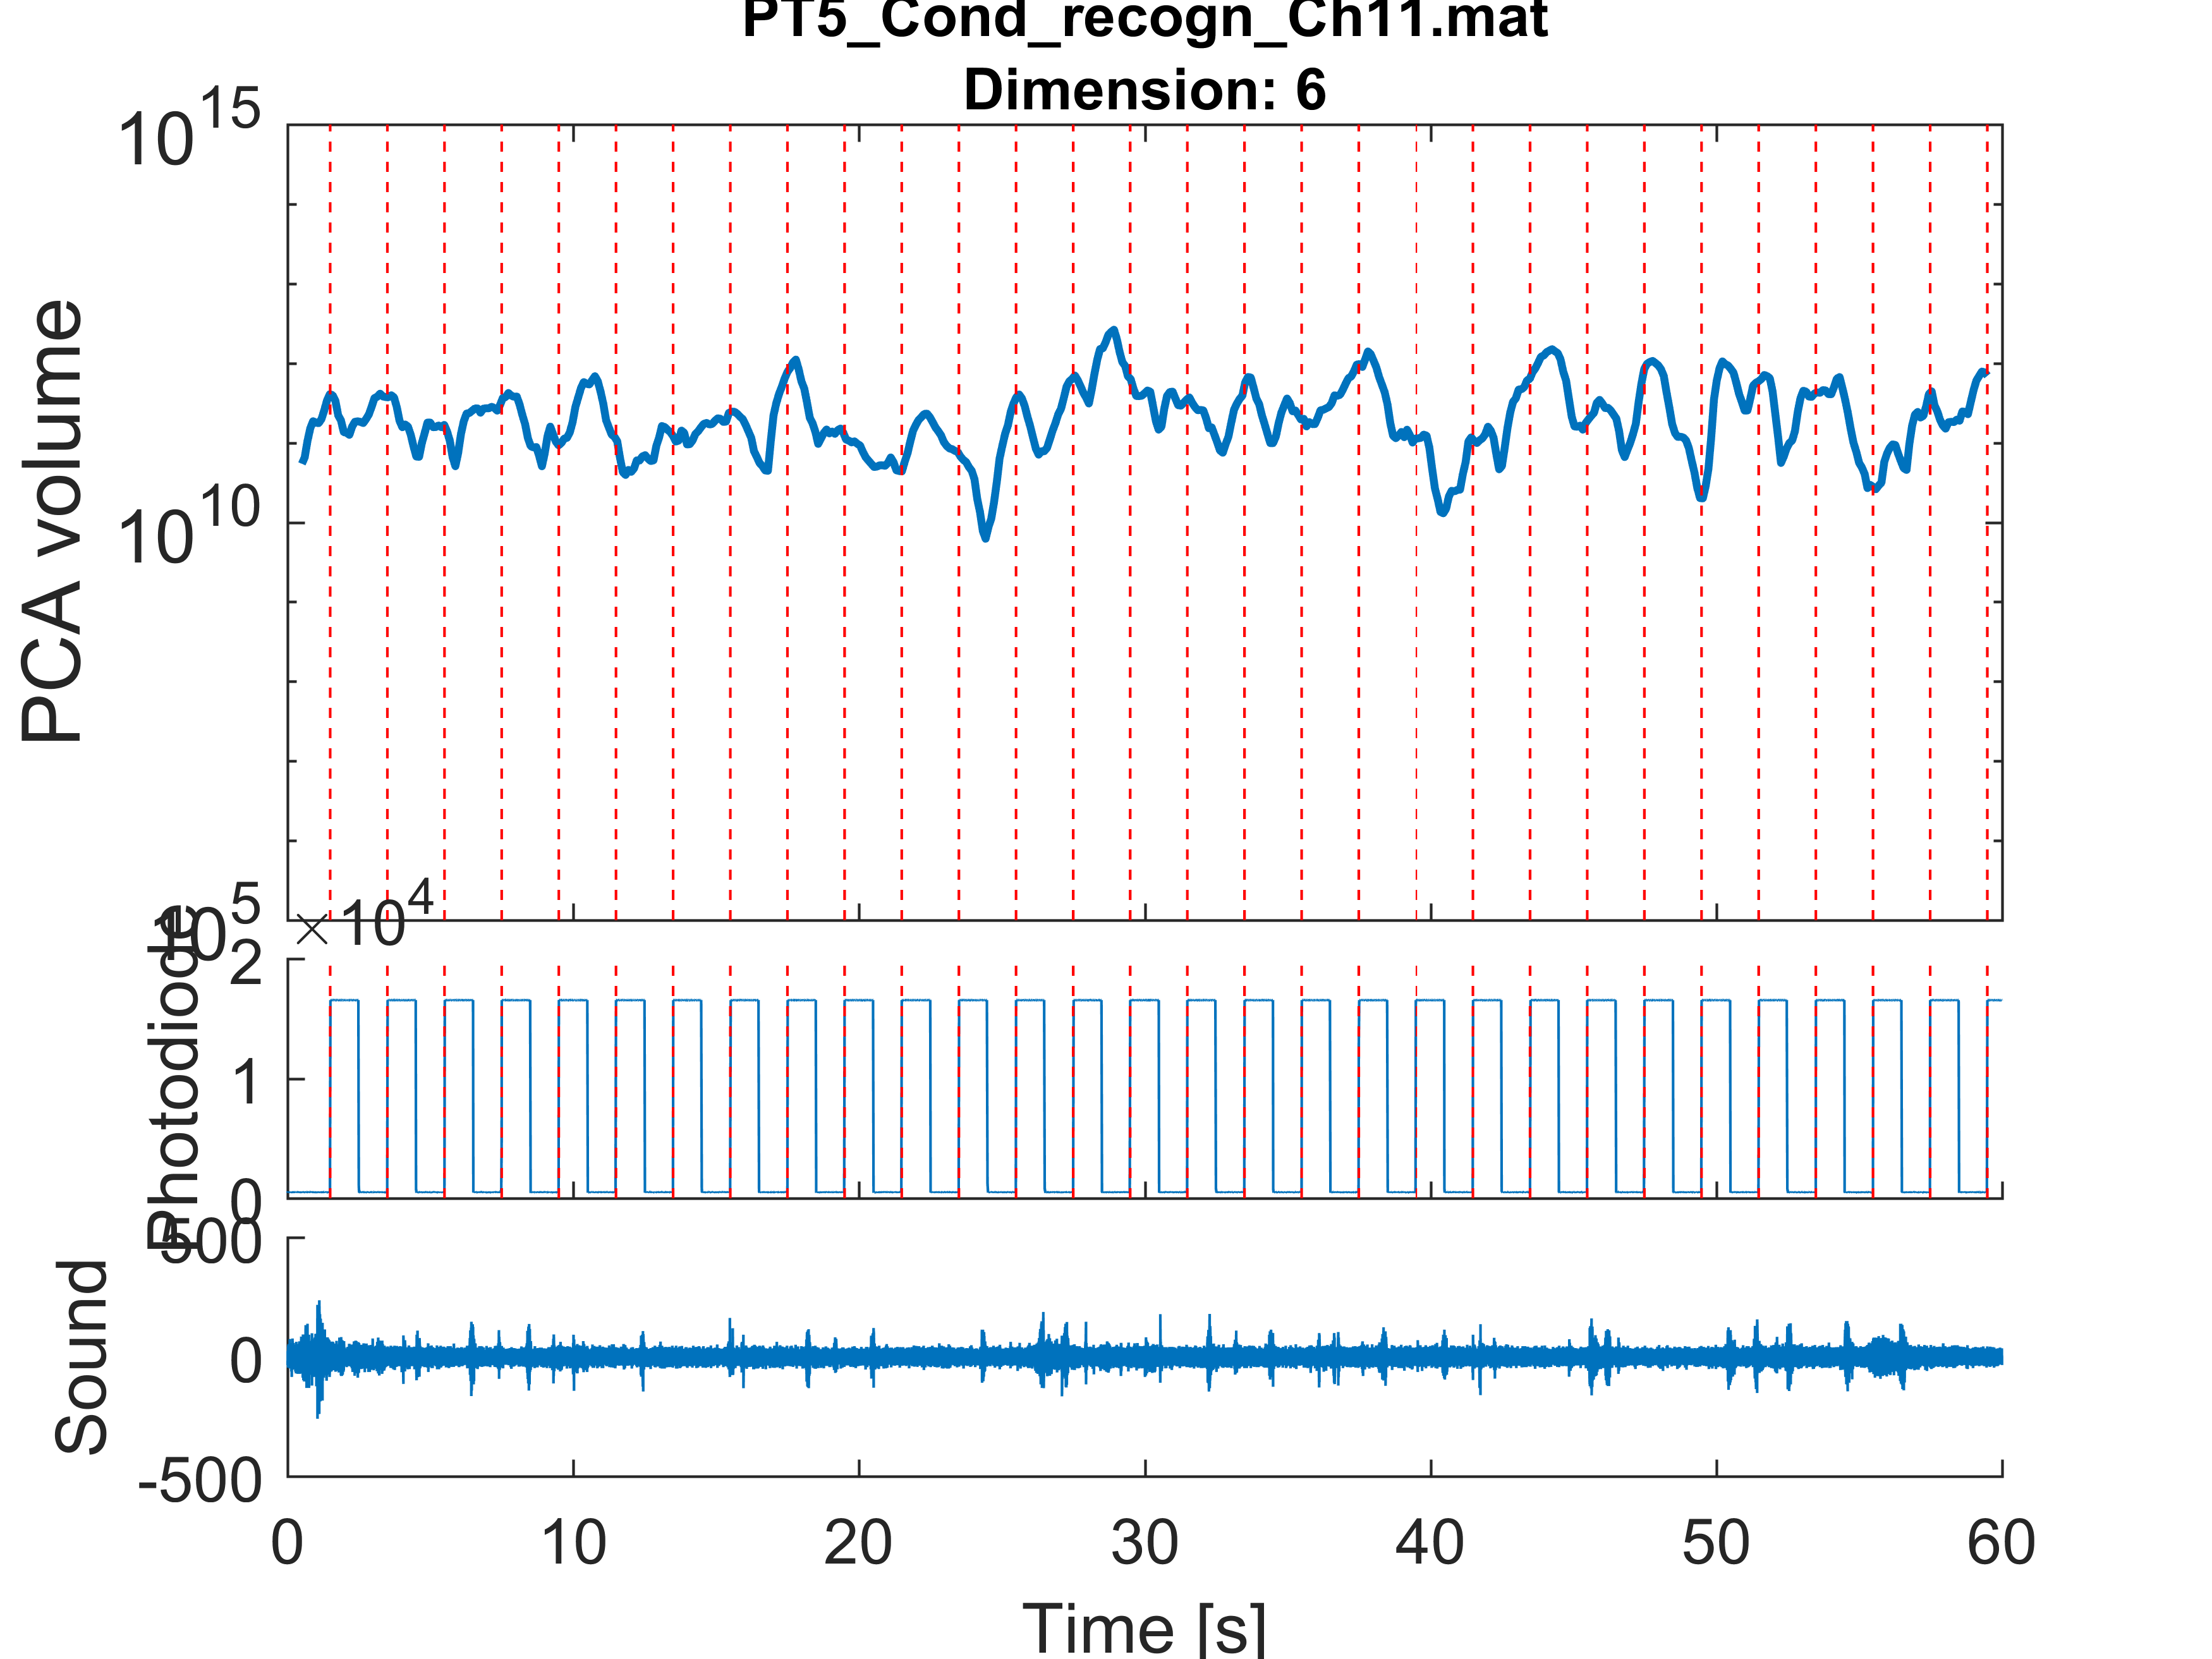 PT5_Cond_recogn_Ch11.mat
Dimension: 6
10^15
10^10
10^5
PCA volume
×10^4
2
1
0
Photodiode
500
0
-500
Sound
0 10 20 30 40 50 60
Time [s]